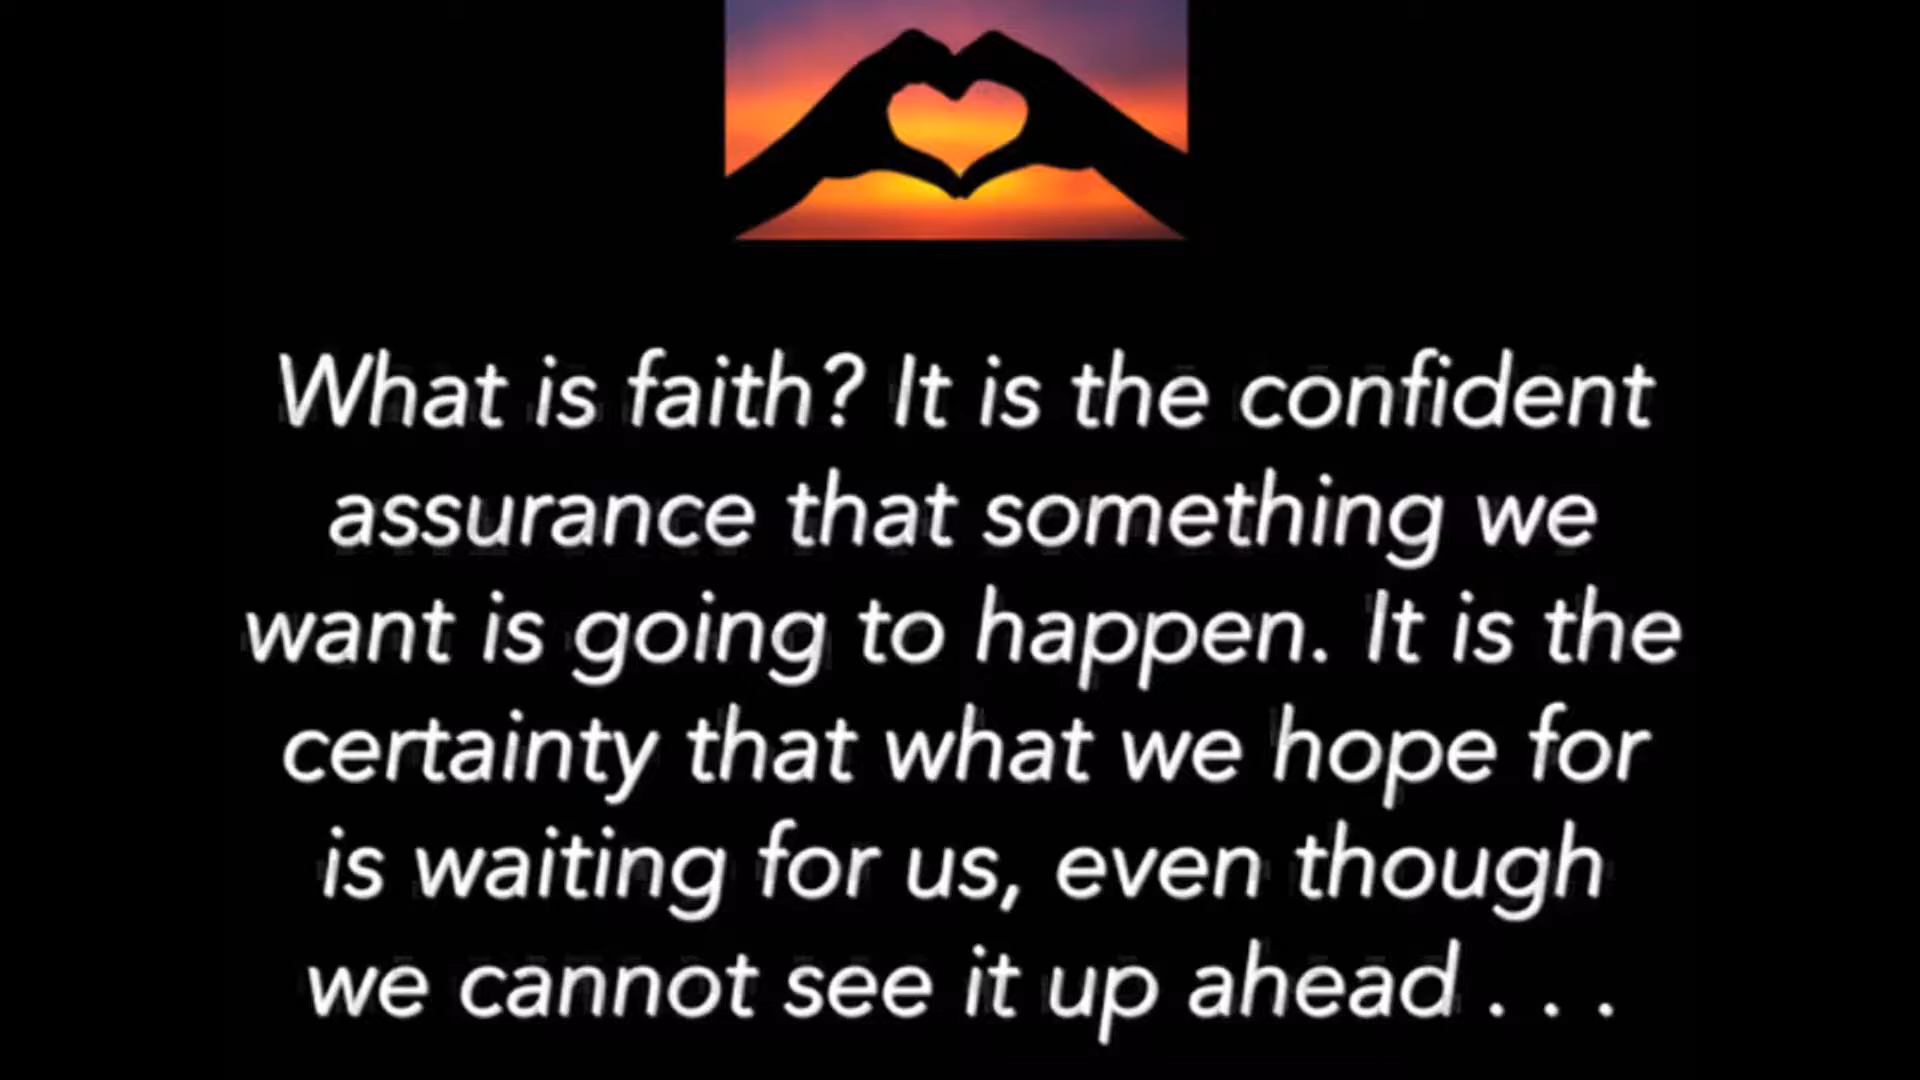 What is faith? It is the confident
assurance that something we
want is going to happen. It is the
certainty that what we hope for
is waiting for us, even though
we cannot see it up ahead . . .